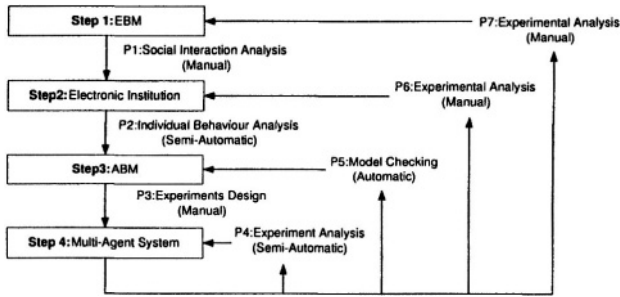 Step 1:EBM
P7:Experimental Analysis
(Manual)
P1:Social Interaction Analysis
(Manual)
Step2:Electronic Institution
P6:Experimental Analysis
(Manual)
P2:Individual Behaviour Analysis
(Semi-Automatic)
Step3:ABM
P5:Model Checking
(Automatic)
P3:Experiments Design
(Manual)
Step 4:Multi-Agent System
P4:Experiment Analysis
(Semi-Automatic)